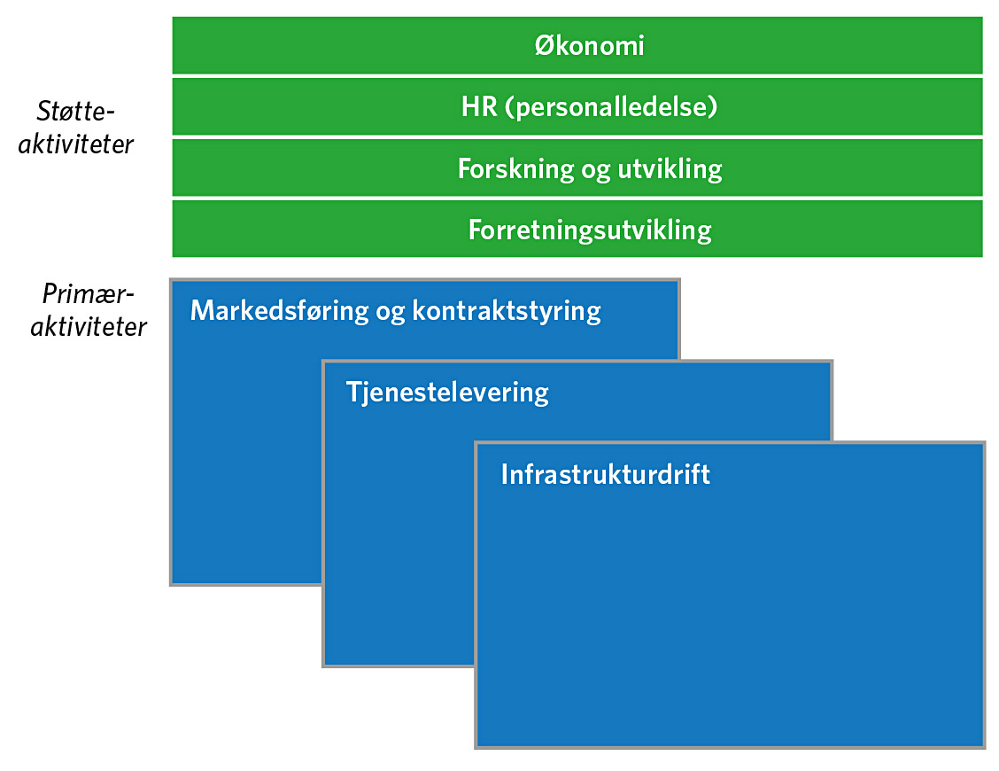 Økonomi
HR (personalledelse)
Støtte-
aktiviteter
Forskning og utvikling
Forretningsutvikling
Primær-
aktiviteter
Markedsføring og kontraktstyring
Tjenestelevering
Infrastrukturdrift